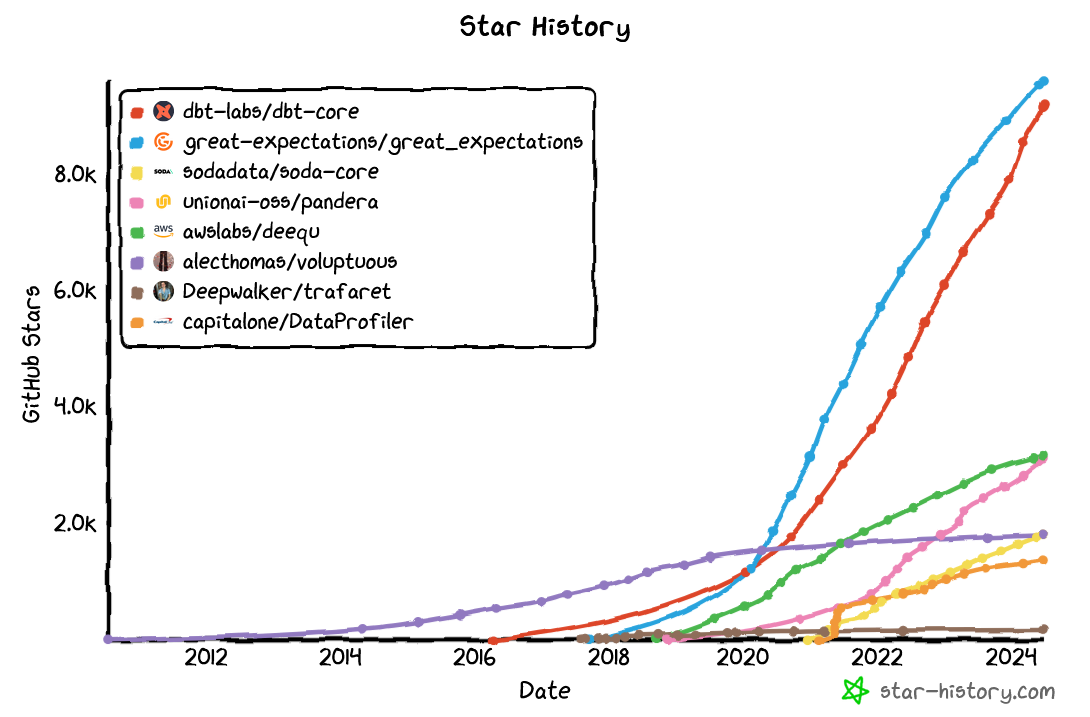 Star History
dbt-labs/dbt-core
great-expectations/great_expectations
SODA sodadata/soda-core
unionai-oss/pandera
aws awslabs/deequ
alecthomas/voluptuous
Deepwalker/trafaret
capitalone/DataProfiler
8.0k
6.0k
4.0k
2.0k
GitHub Stars
2012 2014 2016 2018 2020 2022 2024
Date
star-history.com